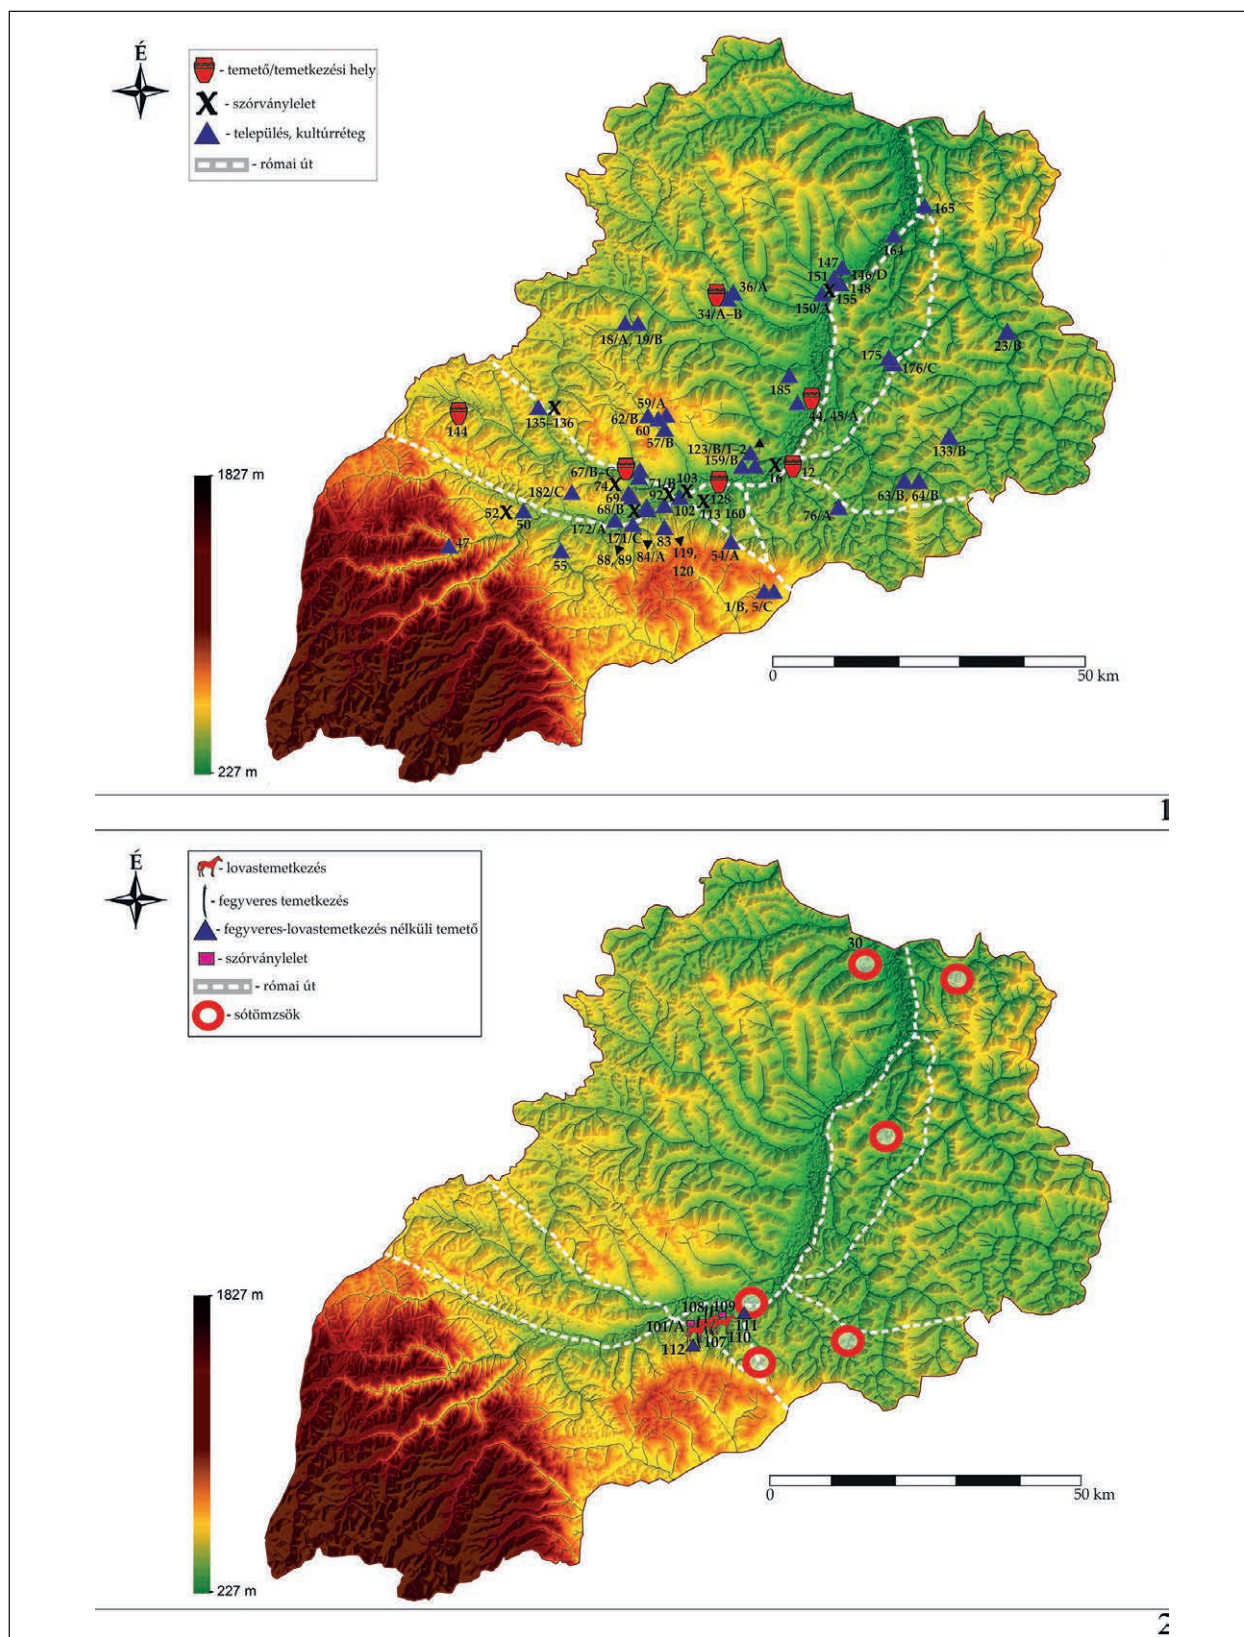 É
- temető/temetkezési hely
- szórványlelet
- település, kultúrréteg
- római út
165
164
147
151
146/D
148
155
150/A
36/A
34/A–B
18/A, 19/B
23/B
175
176/C
185
44, 45/A
144
135–136
59/A
62/B
60
57/B
133/B
123/B/1–2
159/B
16
12
67/B–C
74
71/B
103
92
69
68/B
102
128
113
160
182/C
63/B, 64/B
76/A
52
50
172/A
171/C
83
54/A
47
55
88, 89
84/A
119,
120
1/B, 5/C
1827 m
227 m
0
50 km
1
É
- lovastemetkezés
- fegyveres temetkezés
- fegyveres-lovastemetkezés nélküli temető
- szórványlelet
- római út
- sótömzsök
30
108
109
101/A
111
110
107
112
1827 m
227 m
0
50 km
2